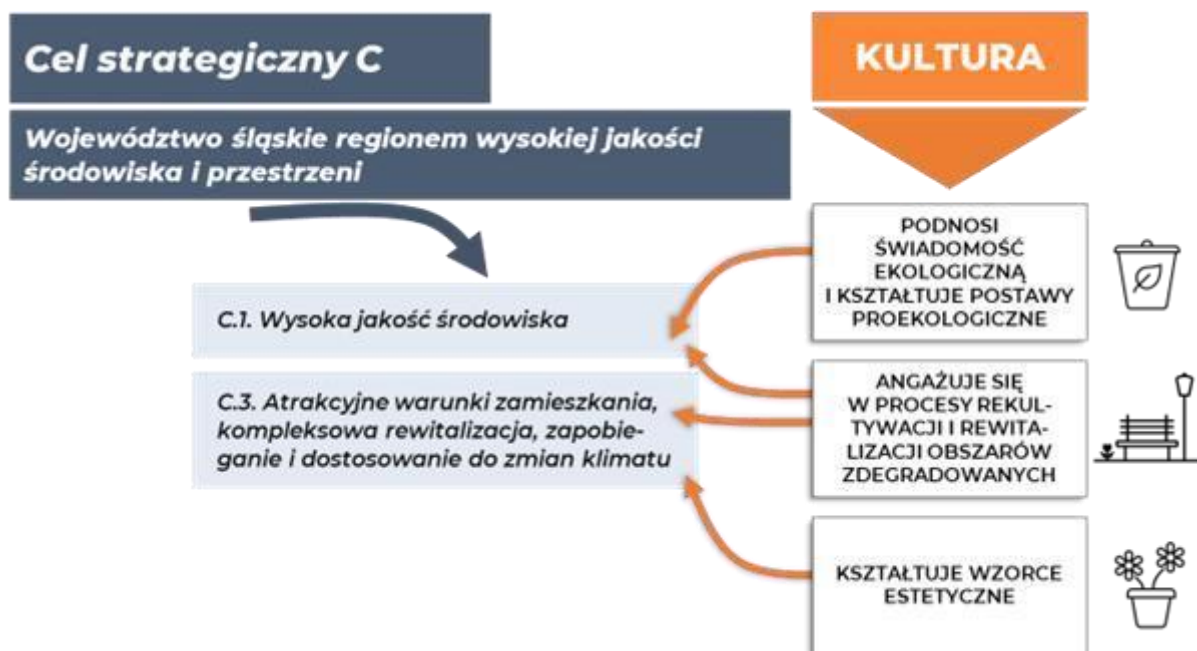 Cel strategiczny C
Województwo śląskie regionem wysokiej jakości
środowiska i przestrzeni
C.1. Wysoka jakość środowiska
C.3. Atrakcyjne warunki zamieszkania,
kompleksowa rewitalizacja, zapobie-
ganie i dostosowanie do zmian klimatu
KULTURA
PODNOSI
ŚWIADOMOŚĆ
EKOLOGICZNĄ
I KSZTAŁTUJE POSTAWY
PROEKOLOGICZNE
ANGAŻUJE SIĘ
W PROCESY REKUL-
TYWACJI I REWITA-
LIZACJI OBSZARÓW
ZDEGRADOWANYCH
KSZTAŁTUJE WZORCE
ESTETYCZNE